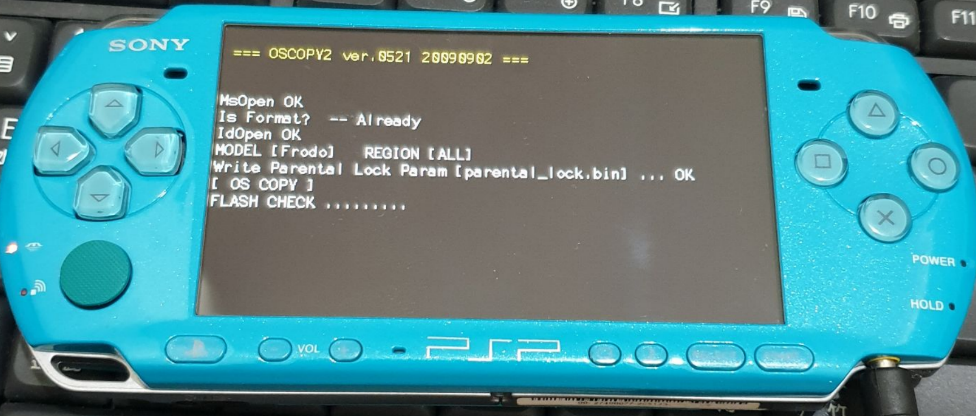 F8
F9
F10
F11
SONY
=== OSCOPY2 ver.0521 20090902 ===
MsOpen OK
Is Format?  -- Already
IdOpen OK
MODEL [Frodo]   REGION [ALL]
Write Parental Lock Param [parental_lock.bin] ... OK
[ OS COPY ]
FLASH CHECK .........
POWER
HOLD
VOL
PSP